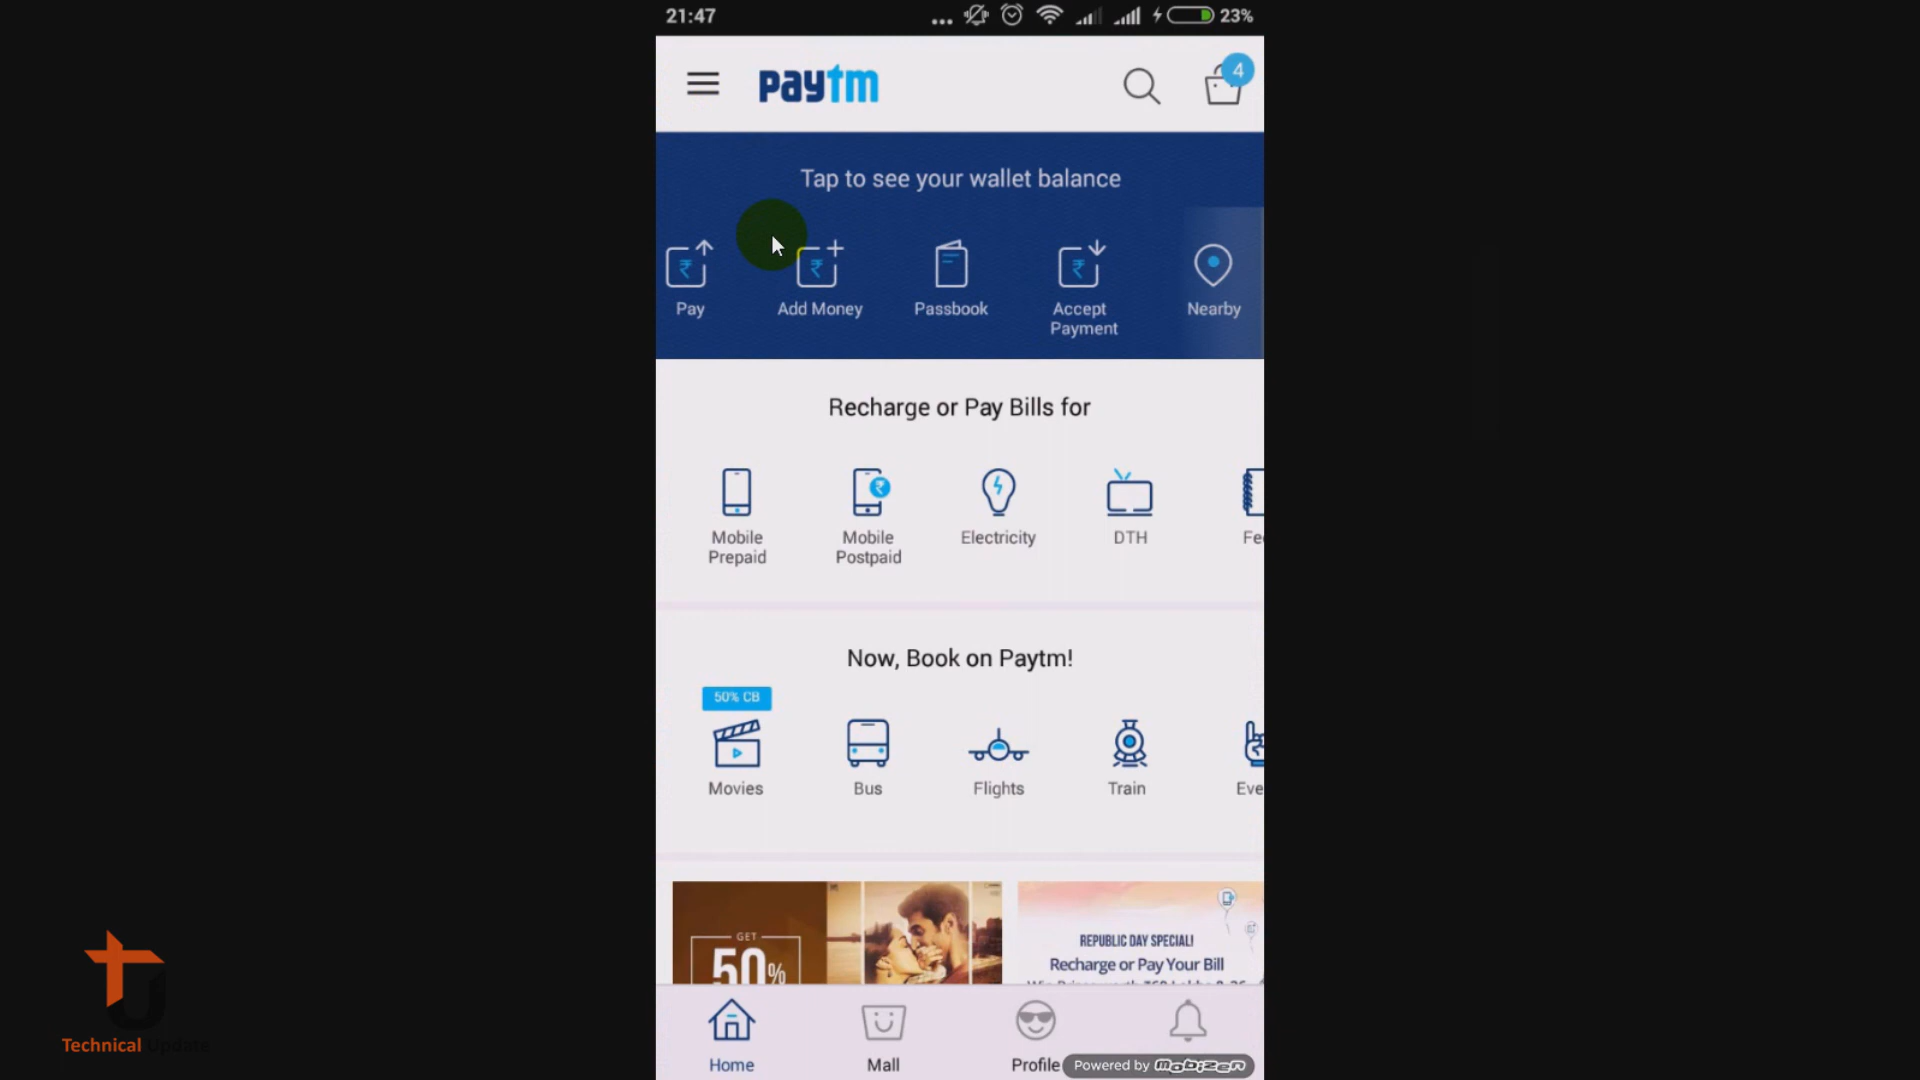 21:47
23%
paytm
4
Tap to see your wallet balance
Pay
Add Money
Passbook
Accept
Payment
Nearby
Recharge or Pay Bills for
Mobile
Prepaid
Mobile
Postpaid
Electricity
DTH
Fe
Now, Book on Paytm!
50% CB
Movies
Bus
Flights
Train
Eve
GET
50%
REPUBLIC DAY SPECIAL!
Recharge or Pay Your Bill
Home
Mall
Profile
Powered by mobizen
Technical Update